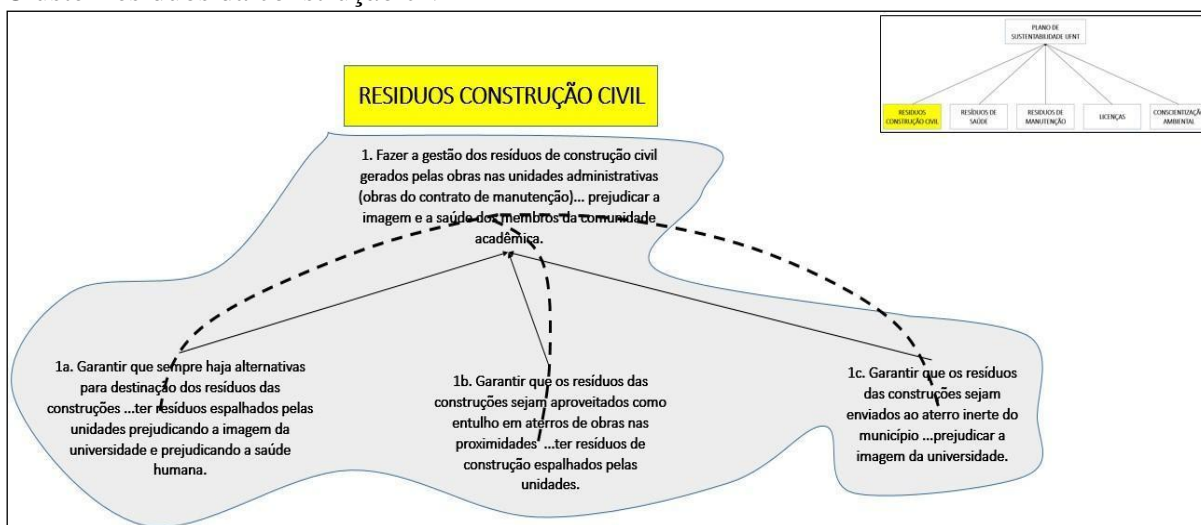 PLANO DE
SUSTENTABILIDADE UFNT
RESIDUOS
CONSTRUÇÃO CIVIL
RESÍDUOS DE
SAÚDE
RESIDUOS DE
MANUTENÇÃO
LICENÇAS
CONSCIENTIZAÇÃO
AMBIENTAL
RESIDUOS CONSTRUÇÃO CIVIL
1. Fazer a gestão dos resíduos de construção civil
gerados pelas obras nas unidades administrativas
(obras do contrato de manutenção)... prejudicar a
imagem e a saúde dos membros da comunidade
acadêmica.
1a. Garantir que sempre haja alternativas
para destinação dos resíduos das
construções ...ter resíduos espalhados pelas
unidades prejudicando a imagem da
universidade e prejudicando a saúde
humana.
1b. Garantir que os resíduos das
construções sejam aproveitados como
entulho em aterros de obras nas
proximidades ...ter resíduos de
construção espalhados pelas
unidades.
1c. Garantir que os resíduos
das construções sejam
enviados ao aterro inerte do
município ...prejudicar a
imagem da universidade.